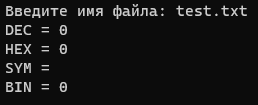 Введите имя файла: test.txt
DEC = 0
HEX = 0
SYM =
BIN = 0